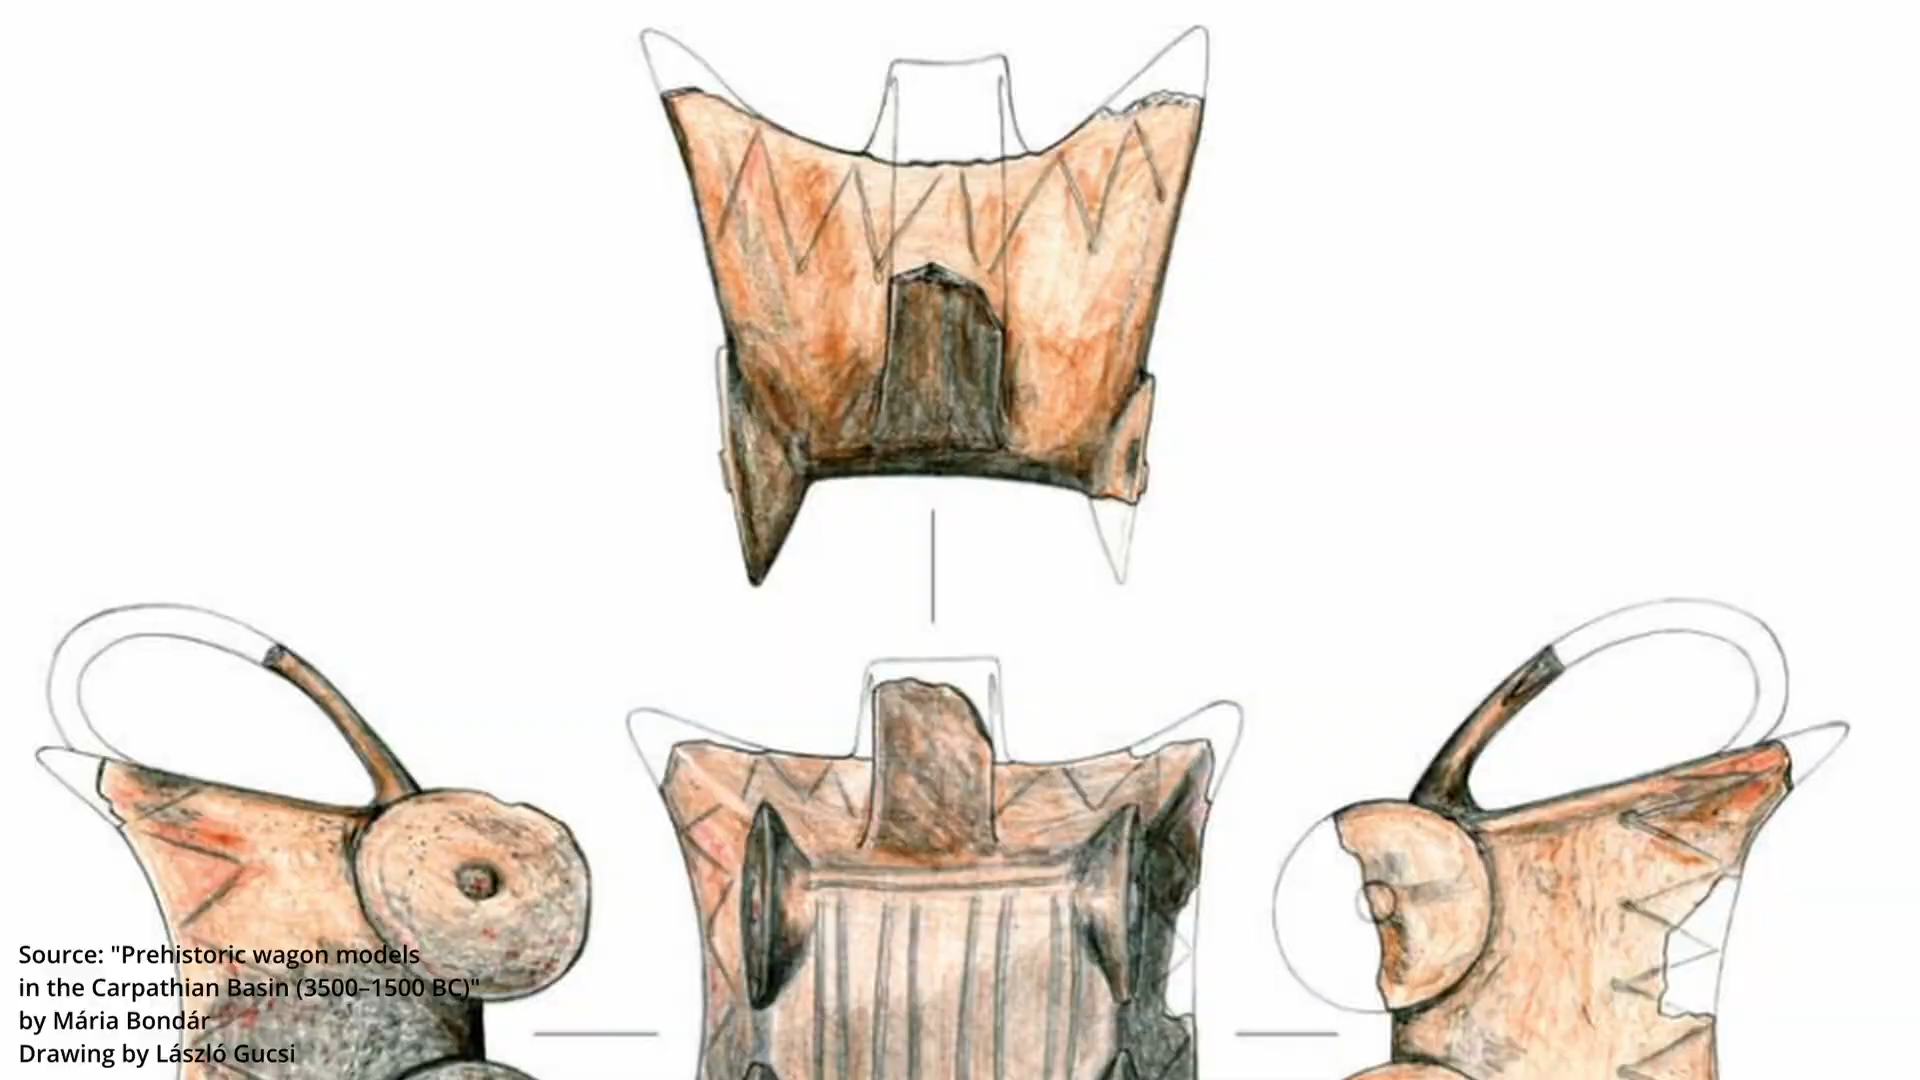 Source: "Prehistoric wagon models
in the Carpathian Basin (3500–1500 BC)"
by Mária Bondár
Drawing by László Gucsi